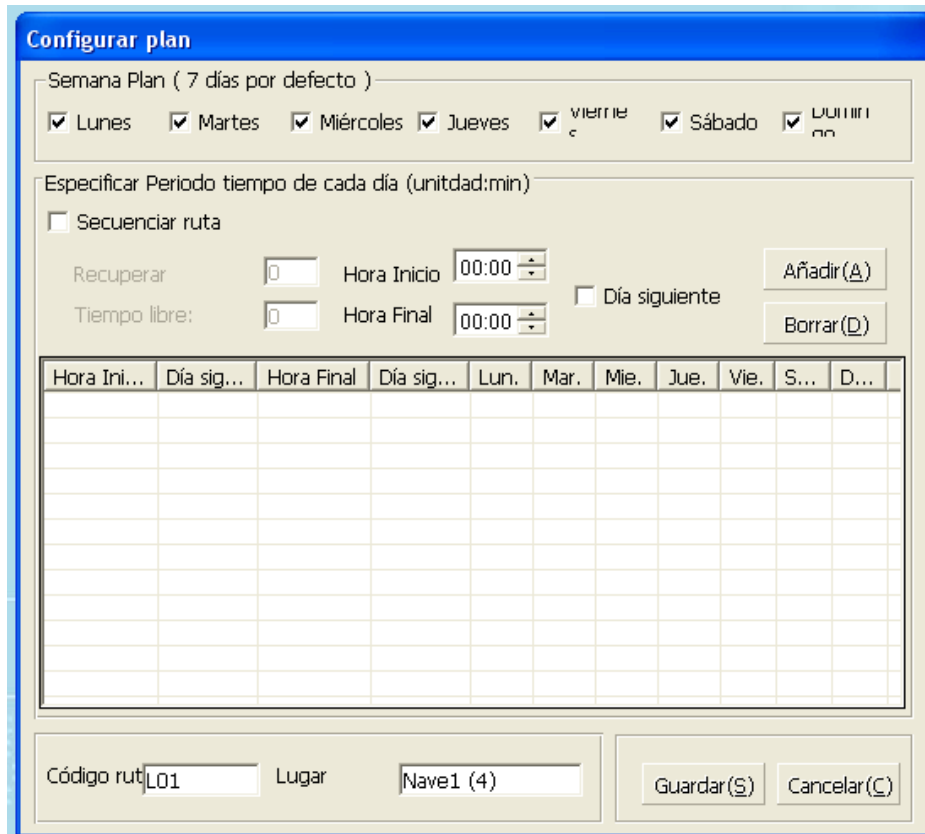 Configurar plan
Semana Plan ( 7 días por defecto )
Lunes Martes Miércoles Jueves Viernes Sábado Domingo
Especificar Periodo tiempo de cada día (unitdad:min)
Secuenciar ruta
Recuperar 0 Hora Inicio 00:00 Añadir(A)
Día siguiente
Tiempo libre: 0 Hora Final 00:00 Borrar(D)
Hora Ini... Día sig... Hora Final Día sig... Lun. Mar. Mie. Jue. Vie. S... D...
Código rut L01 Lugar Nave1 (4) Guardar(S) Cancelar(C)